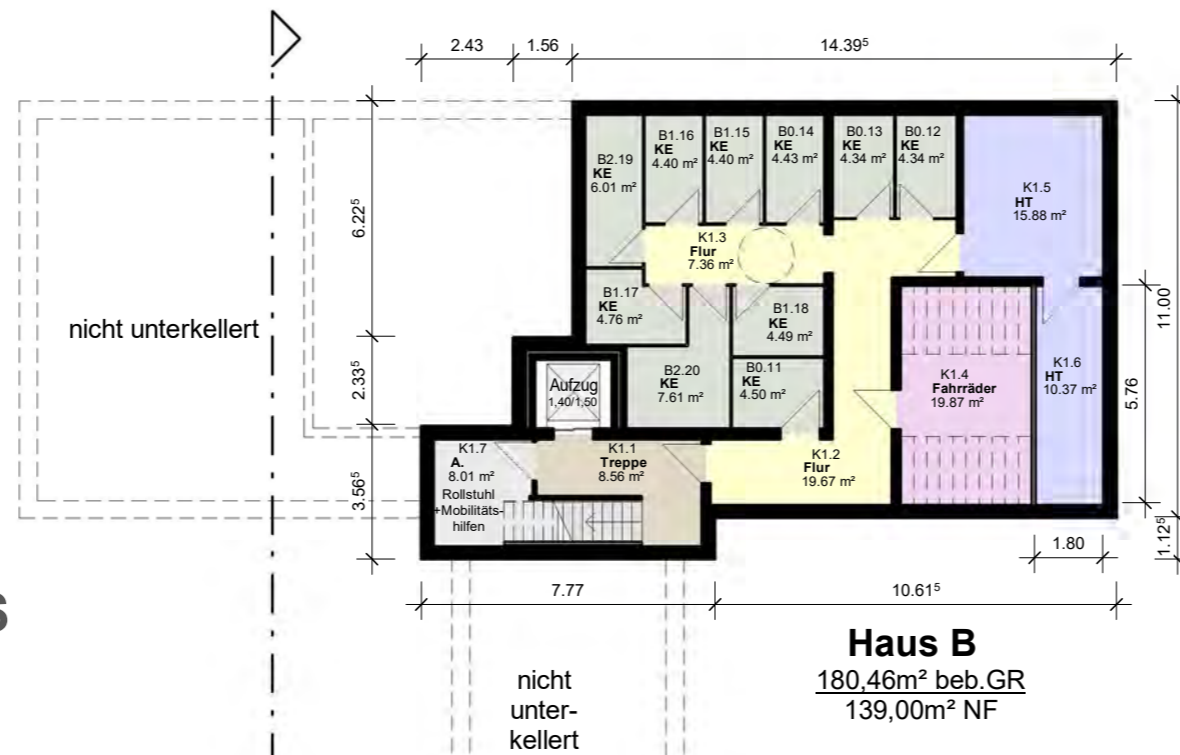 2.43
1.56
14.39⁵
6.22⁵
2.33⁵
3.56⁵
nicht unterkellert
B2.19
KE
6.01 m²
B1.16
KE
4.40 m²
B1.15
KE
4.40 m²
B0.14
KE
4.43 m²
B0.13
KE
4.34 m²
B0.12
KE
4.34 m²
K1.5
HT
15.88 m²
K1.3
Flur
7.36 m²
B1.17
KE
4.76 m²
B1.18
KE
4.49 m²
B2.20
KE
7.61 m²
B0.11
KE
4.50 m²
Aufzug
1,40/1,50
K1.4
Fahrräder
19.87 m²
K1.6
HT
10.37 m²
K1.7
A.
8.01 m²
Rollstuhl
+Mobilitäts-
hilfen
K1.1
Treppe
8.56 m²
K1.2
Flur
19.67 m²
11.00
5.76
1.12⁵
1.80
7.77
10.61⁵
s
nicht
unter-
kellert
Haus B
180,46m² beb.GR
139,00m² NF